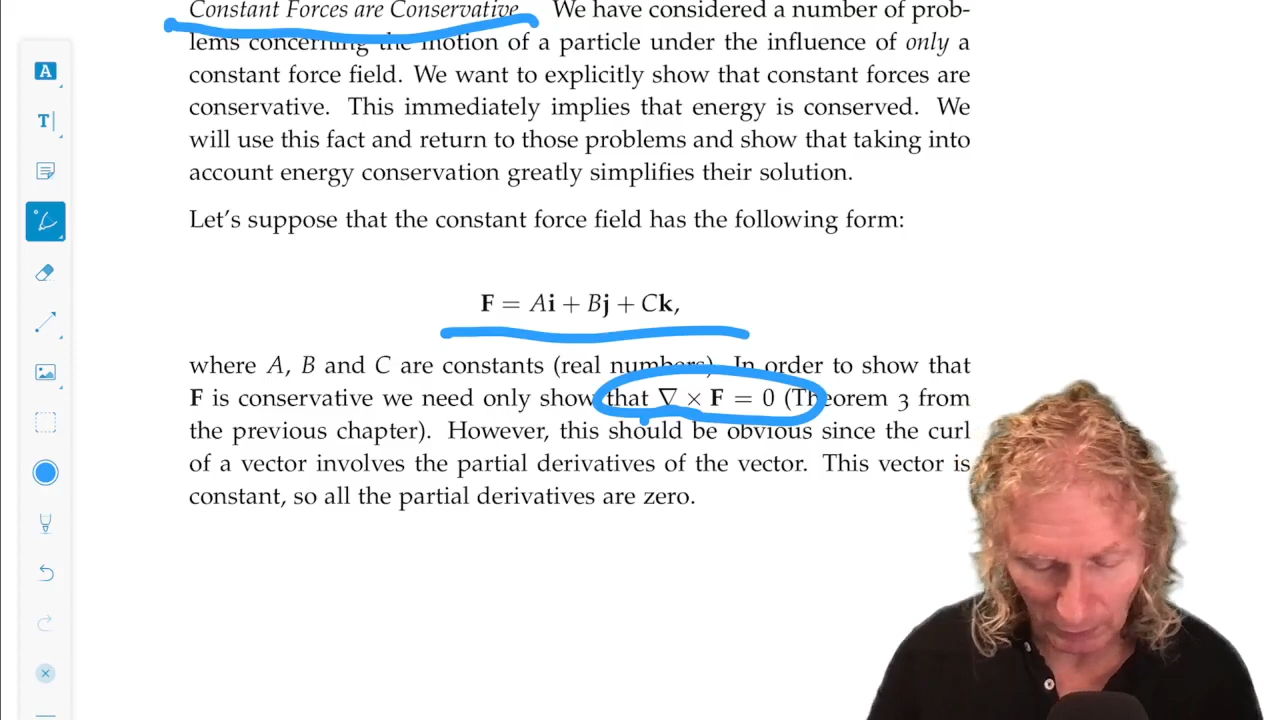 Constant Forces are Conservative We have considered a number of prob-
lems concerning the motion of a particle under the influence of only a
constant force field. We want to explicitly show that constant forces are
conservative. This immediately implies that energy is conserved. We
will use this fact and return to those problems and show that taking into
account energy conservation greatly simplifies their solution.
Let's suppose that the constant force field has the following form:
F = Ai + Bj + Ck,
where A, B and C are constants (real numbers). In order to show that
F is conservative we need only show that ∇ × F = 0 (Theorem 3 from
the previous chapter). However, this should be obvious since the curl
of a vector involves the partial derivatives of the vector. This vector is
constant, so all the partial derivatives are zero.
A
T